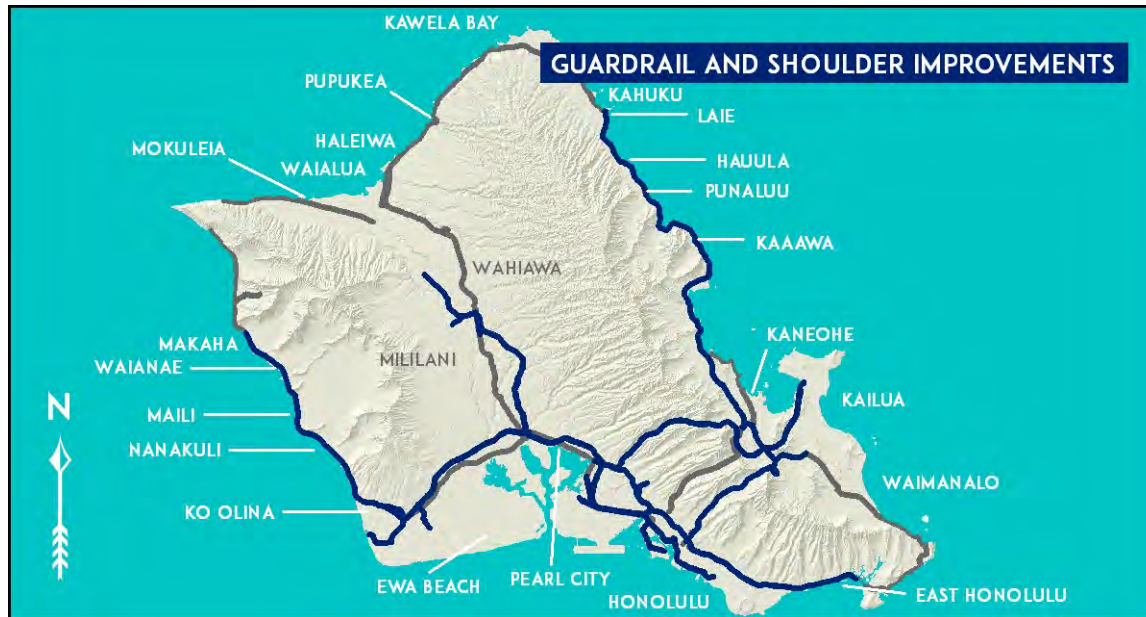 KAWELA BAY
GUARDRAIL AND SHOULDER IMPROVEMENTS
PUPUKEA
KAHUKU
LAIE
HALEIWA
MOKULEIA
WAIALUA
HAUULA
PUNALUU
KAAAWA
WAHIAWA
KANEOHE
MAKAHA
WAIANAE
MILILANI
KAILUA
N
MAILI
NANAKULI
WAIMANALO
KO OLINA
EWA BEACH
PEARL CITY
HONOLULU
EAST HONOLULU